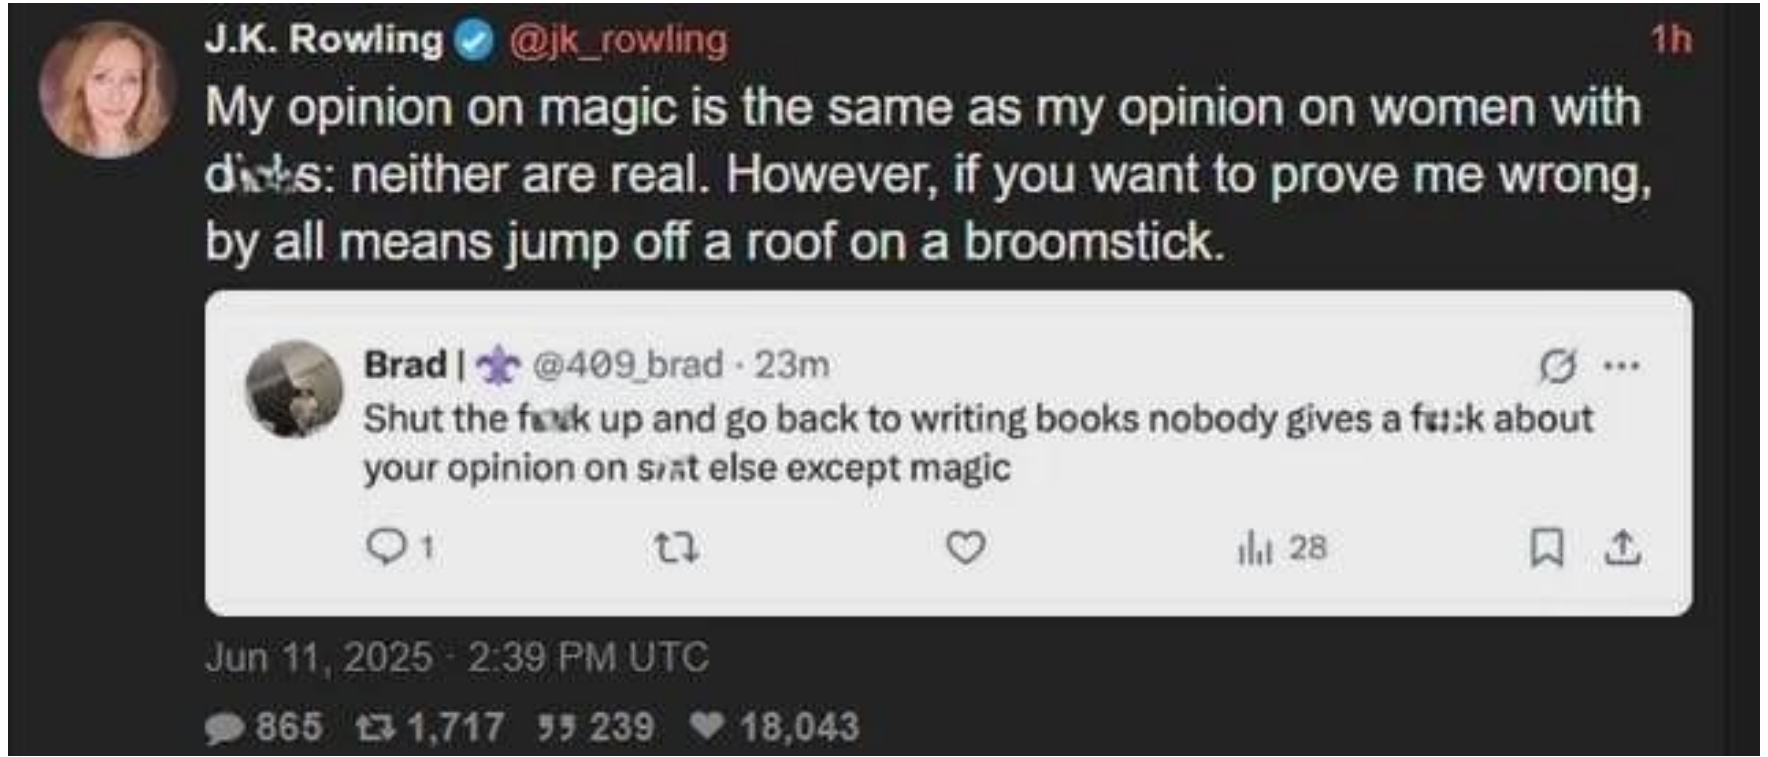 J.K. Rowling @jk_rowling 1h
My opinion on magic is the same as my opinion on women with
neither are real. However, if you want to prove me wrong,
by all means jump off a roof on a broomstick.
Brad | @409_brad · 23m
Shut the up and go back to writing books nobody gives a about
your opinion on else except magic
1 28
Jun 11, 2025 · 2:39 PM UTC
865 1,717 239 18,043